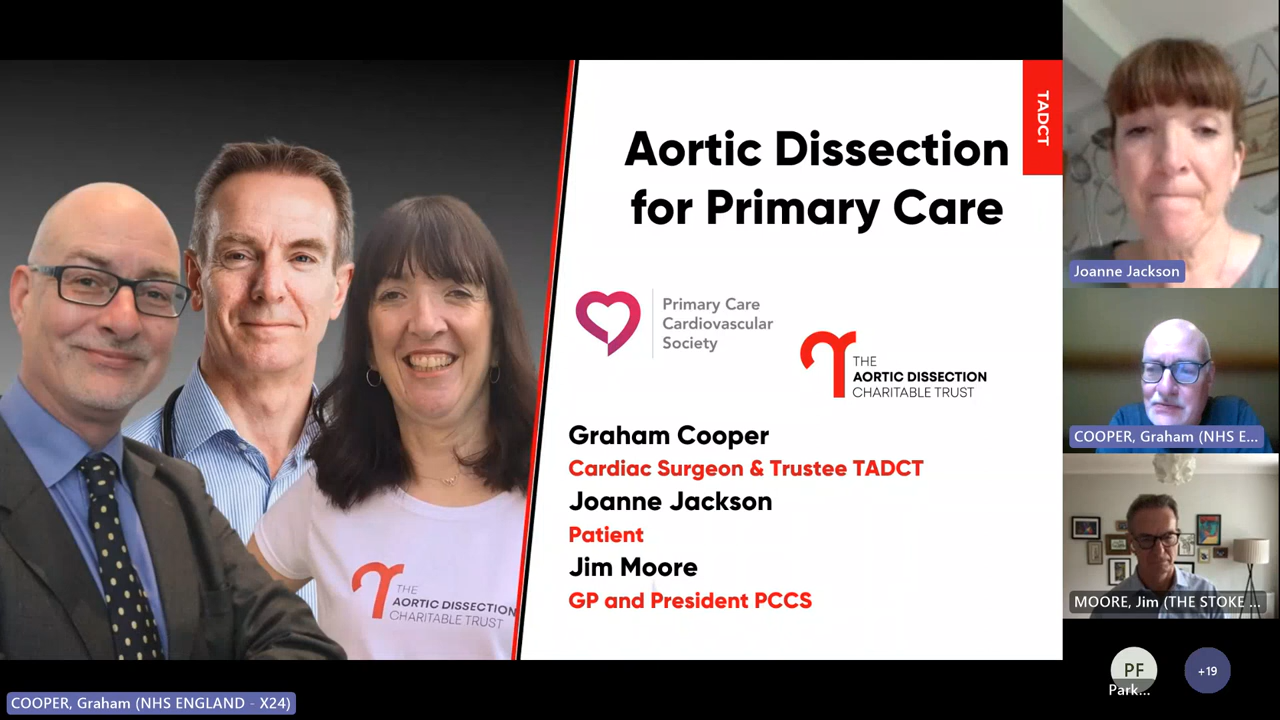 Aortic Dissection
for Primary Care
TADCT
Primary Care
Cardiovascular
Society
THE
AORTIC DISSECTION
CHARITABLE TRUST
Graham Cooper
Cardiac Surgeon & Trustee TADCT
Joanne Jackson
Patient
Jim Moore
GP and President PCCS
THE
AORTIC DISSECTION
CHARITABLE TRUST
Joanne Jackson
COOPER, Graham (NHS E...
MOORE, Jim (THE STOKE ...
PF
Park...
+19
COOPER, Graham (NHS ENGLAND - X24)